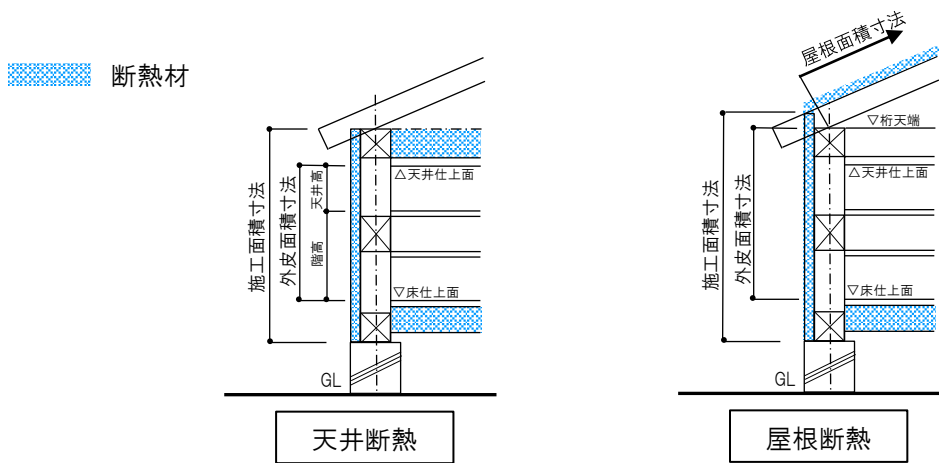 断熱材
施工面積寸法
外皮面積寸法
天井高
階高
△天井仕上面
▽床仕上面
GL
天井断熱
屋根面積寸法
施工面積寸法
外皮面積寸法
▽桁天端
△天井仕上面
▽床仕上面
GL
屋根断熱